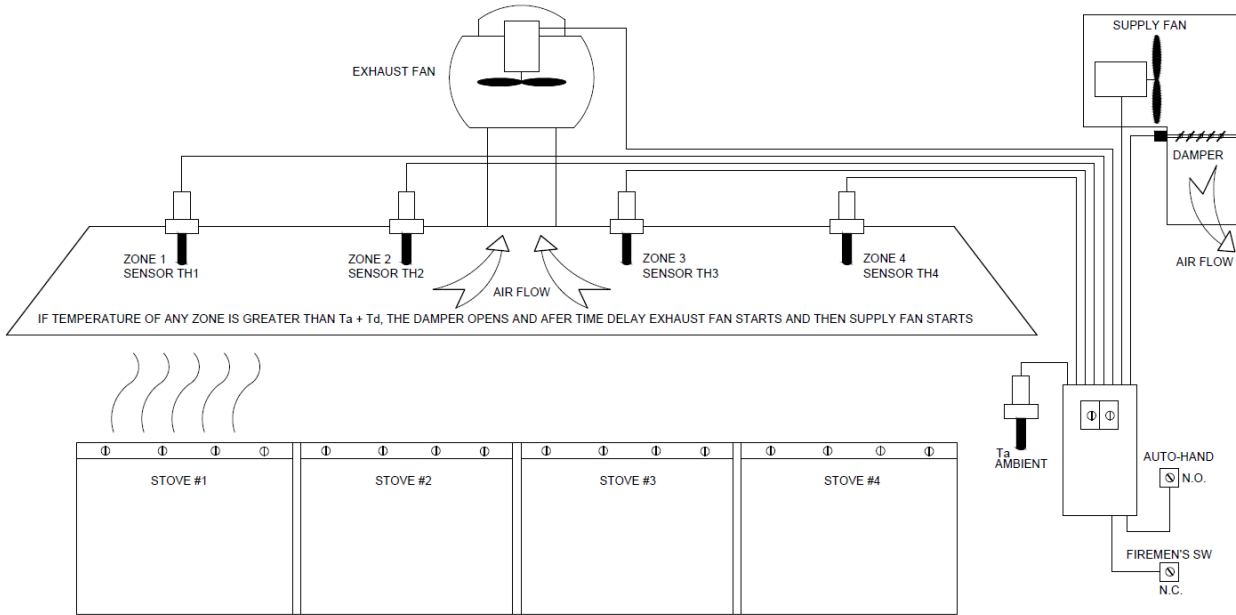 SUPPLY FAN
EXHAUST FAN
DAMPER
ZONE 1
SENSOR TH1
ZONE 2
SENSOR TH2
ZONE 3
SENSOR TH3
ZONE 4
SENSOR TH4
AIR FLOW
AIR FLOW
IF TEMPERATURE OF ANY ZONE IS GREATER THAN Ta + Td, THE DAMPER OPENS AND AFER TIME DELAY EXHAUST FAN STARTS AND THEN SUPPLY FAN STARTS
Ta
AMBIENT
AUTO-HAND
N.O.
STOVE #1
STOVE #2
STOVE #3
STOVE #4
FIREMEN'S SW
N.C.